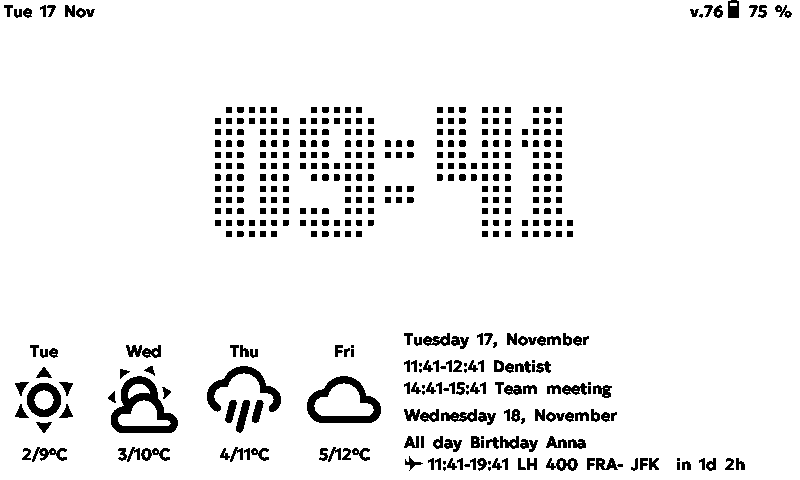 Tue 17 Nov
v.76 75 %
09:41
Tue Wed Thu Fri
2/9°C 3/10°C 4/11°C 5/12°C
Tuesday 17, November
11:41-12:41 Dentist
14:41-15:41 Team meeting
Wednesday 18, November
All day Birthday Anna
11:41-19:41 LH 400 FRA- JFK in 1d 2h